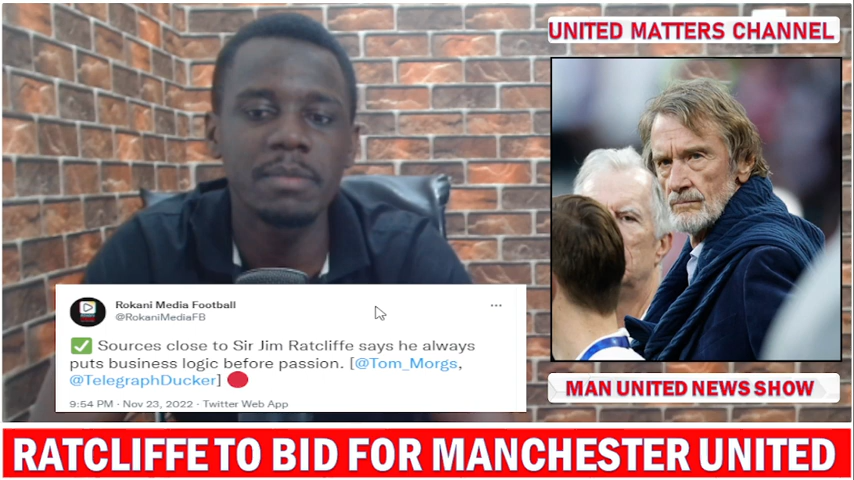 UNITED MATTERS CHANNEL
Rokani Media Football
@RokaniMediaFB
Sources close to Sir Jim Ratcliffe says he always
puts business logic before passion. [@Tom_Morgs,
@TelegraphDucker]
9:54 PM · Nov 23, 2022 · Twitter Web App
MAN UNITED NEWS SHOW
RATCLIFFE TO BID FOR MANCHESTER UNITED